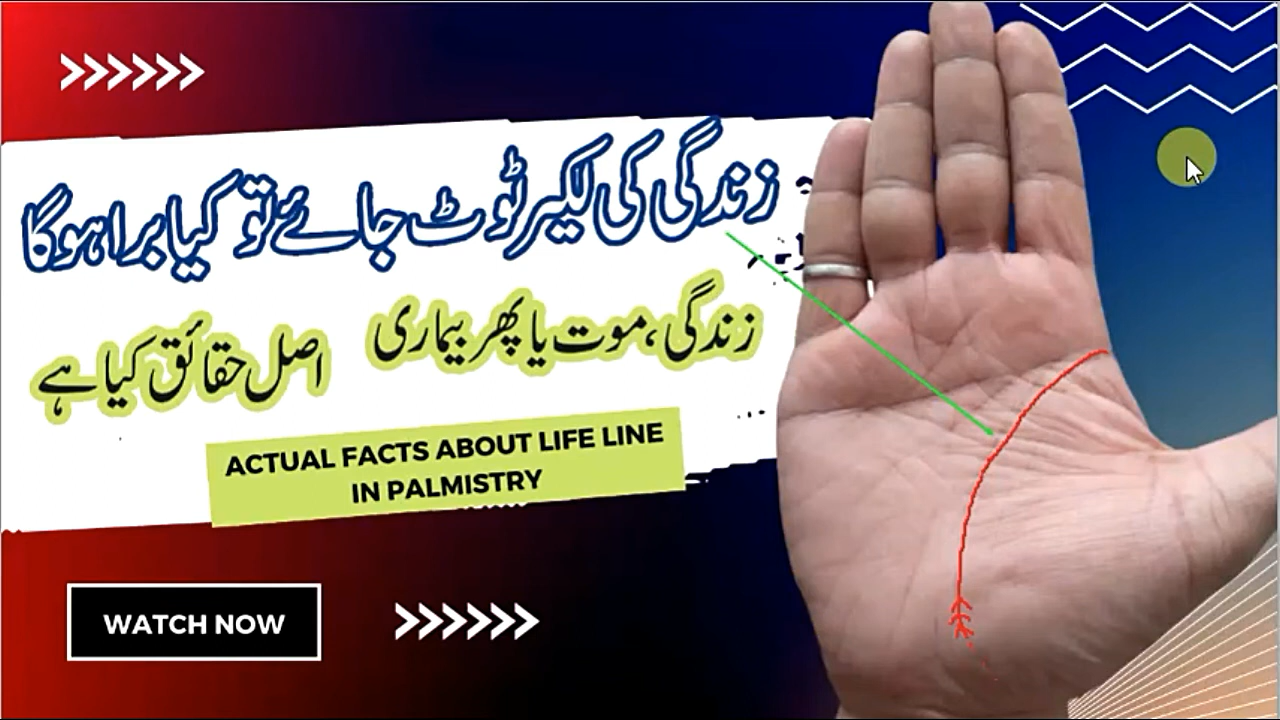 زندگی کی لکیر ٹوٹ جائے تو کیا برا ہوگا
زندگی، موت یا پھر بیماری
اصل حقائق کیا ہے
ACTUAL FACTS ABOUT LIFE LINE
IN PALMISTRY
WATCH NOW